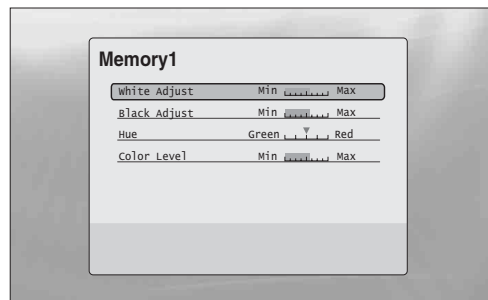 Memory1
White Adjust Min Max
Black Adjust Min Max
Hue Green Red
Color Level Min Max